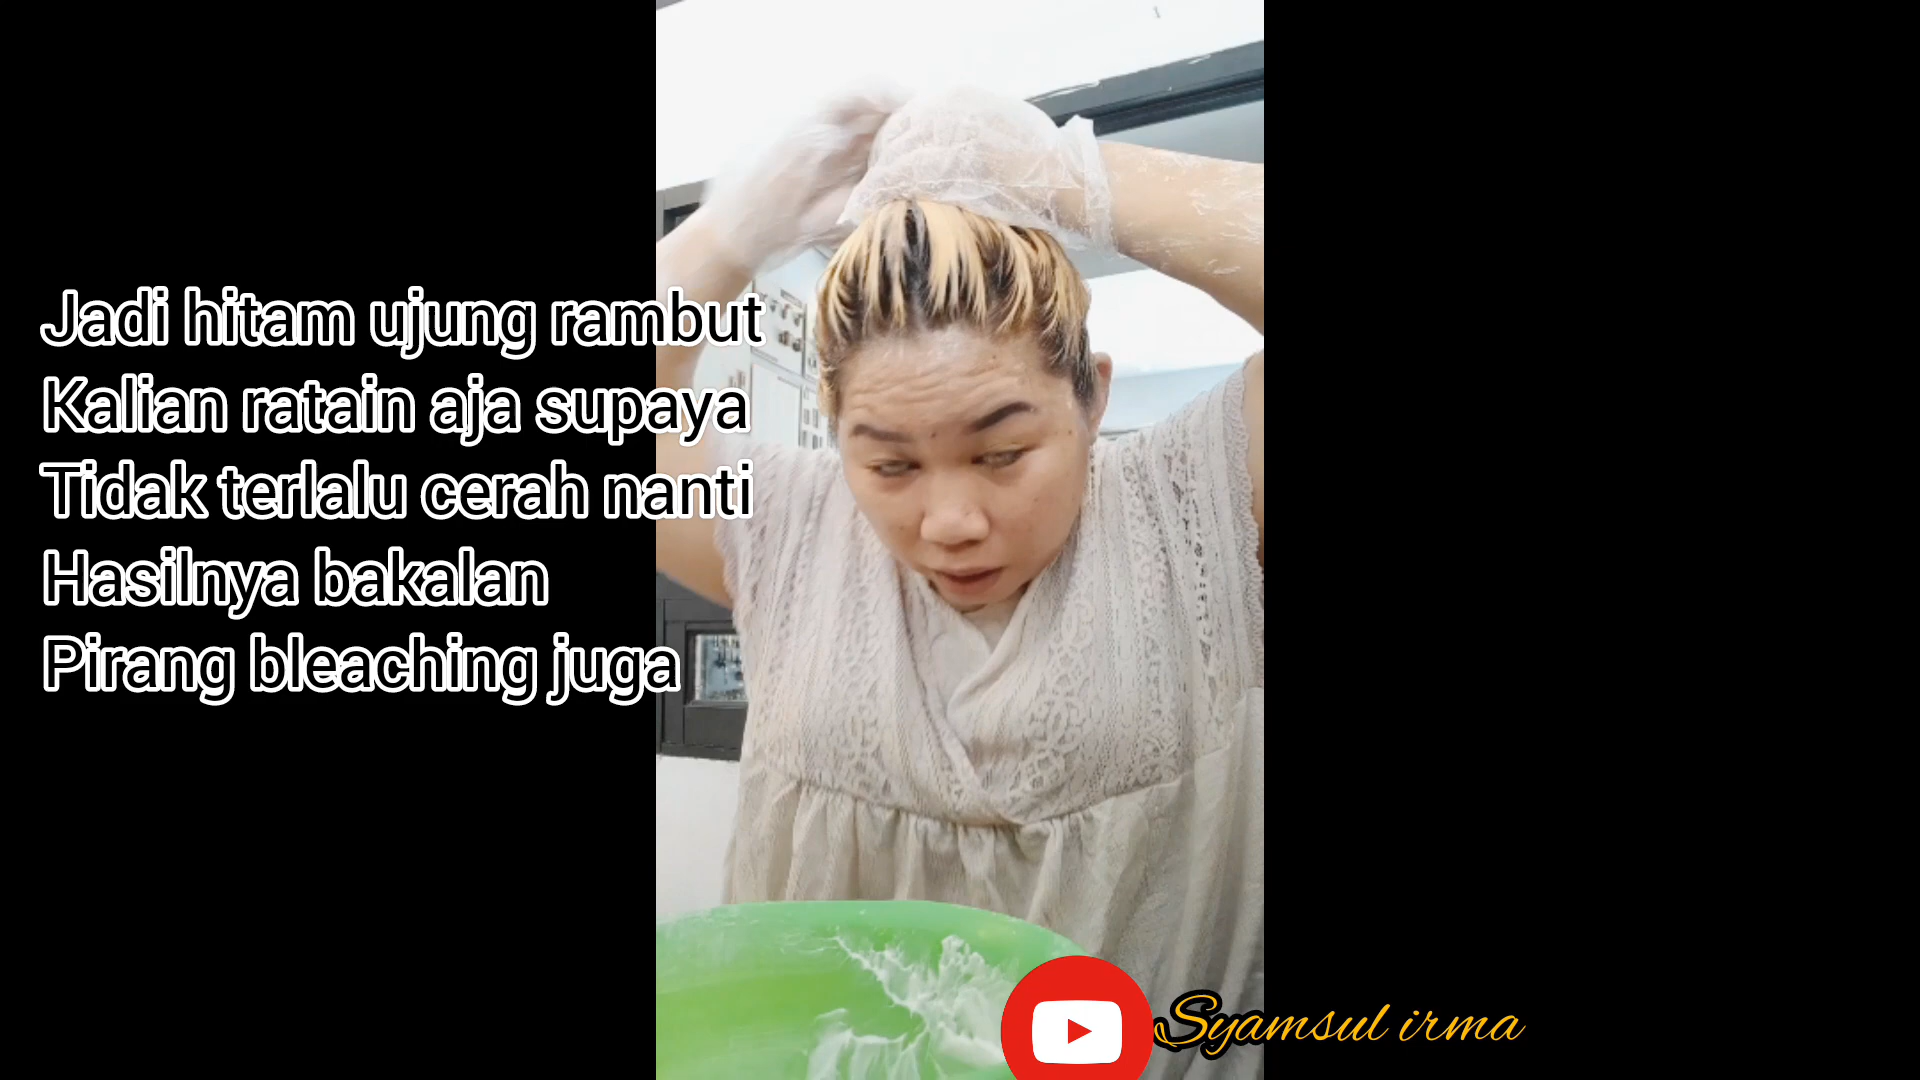 Jadi hitam ujung rambut
Kalian ratain aja supaya
Tidak terlalu cerah nanti
Hasilnya bakalan
Pirang bleaching juga
Syamsul irma